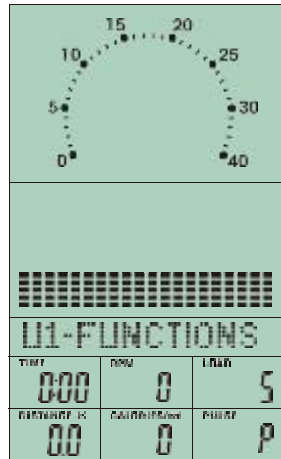 15 20
10 25
5 30
0 40
U1-FUNCTIONS
TIME RPM LOAD
0:00 0 5
DISTANCE K CALORIES/ PULSE
0.0 0 P